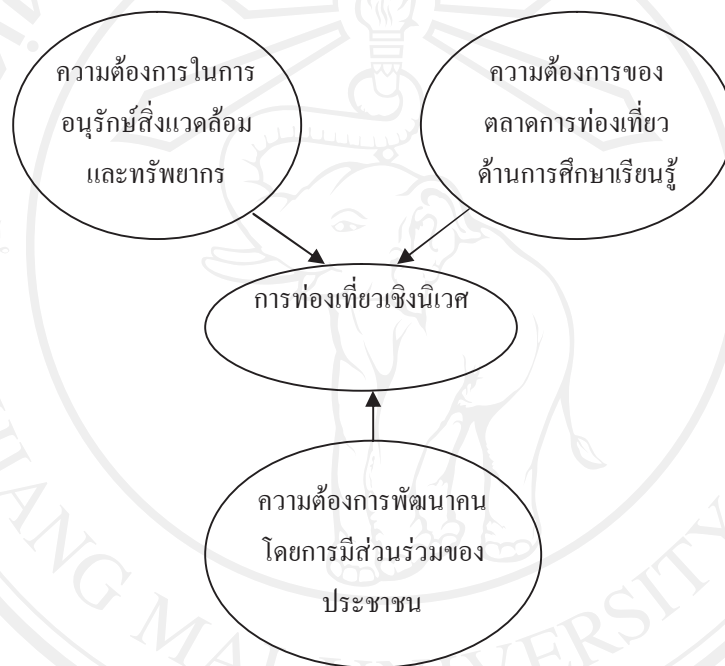 ความต้องการในการ
อนุรักษ์สิ่งแวดล้อม
และทรัพยากร
ความต้องการของ
ตลาดการท่องเที่ยว
ด้านการศึกษาเรียนรู้
การท่องเที่ยวเชิงนิเวศ
ความต้องการพัฒนาคน
โดยการมีส่วนร่วมของ
ประชาชน
IANG MAI UNIVERSITY